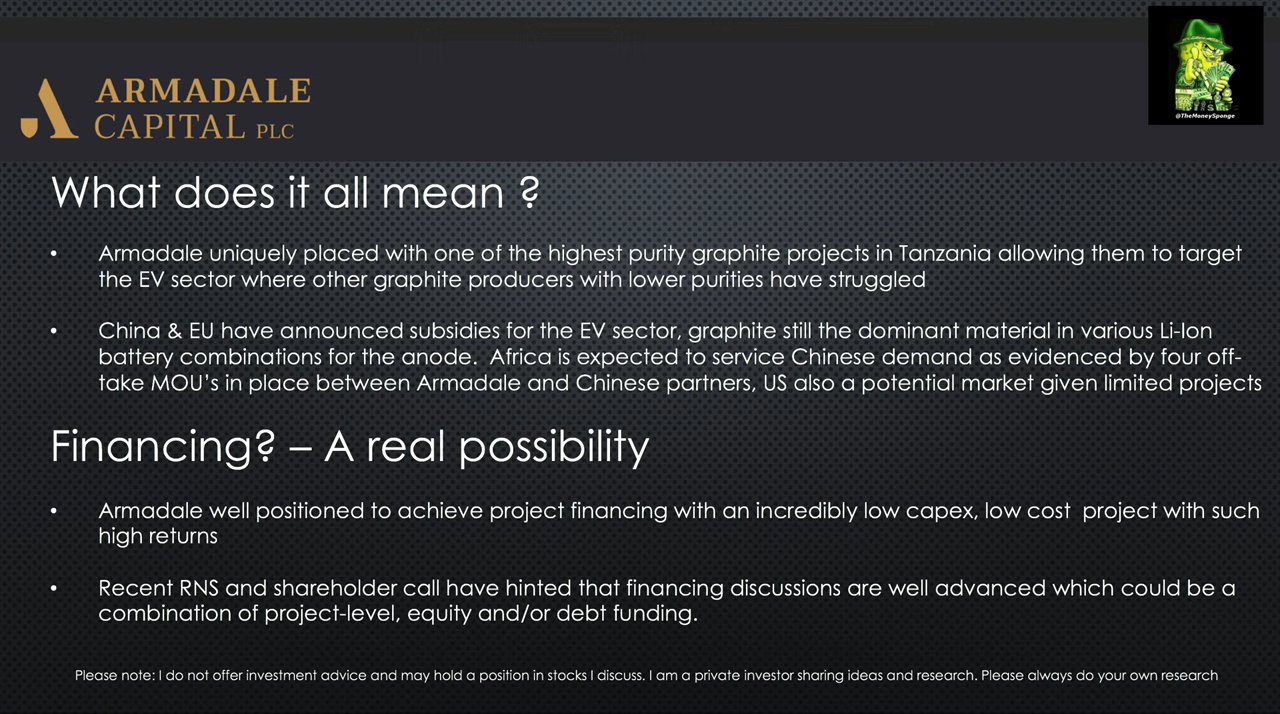 ARMADALE
CAPITAL PLC
@TheMoneySponge
What does it all mean ?
• Armadale uniquely placed with one of the highest purity graphite projects in Tanzania allowing them to target
the EV sector where other graphite producers with lower purities have struggled
• China & EU have announced subsidies for the EV sector, graphite still the dominant material in various Li-Ion
battery combinations for the anode.  Africa is expected to service Chinese demand as evidenced by four off-
take MOU's in place between Armadale and Chinese partners, US also a potential market given limited projects
Financing? – A real possibility
• Armadale well positioned to achieve project financing with an incredibly low capex, low cost  project with such
high returns
• Recent RNS and shareholder call have hinted that financing discussions are well advanced which could be a
combination of project-level, equity and/or debt funding.
Please note: I do not offer investment advice and may hold a position in stocks I discuss. I am a private investor sharing ideas and research. Please always do your own research